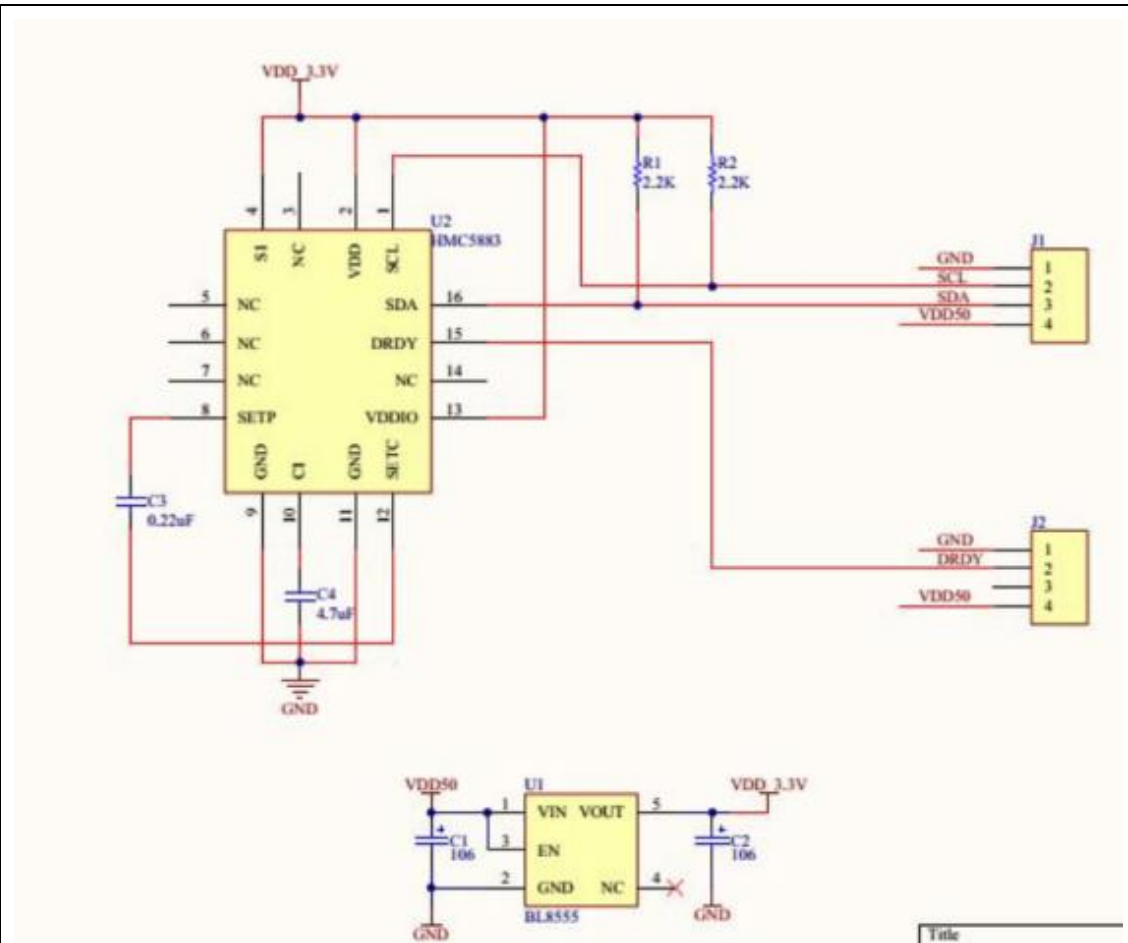 VDD_3.3V
R1
2.2K
R2
2.2K
4
3
2
1
U2
HMC5883
S1
NC
VDD
SCL
J1
GND
1
SCL
2
SDA
3
VDD50
4
5
NC
SDA
16
6
NC
DRDY
15
7
NC
NC
14
8
SETP
VDDIO
13
GND
C1
GND
SETC
9
10
11
12
C3
0.22uF
C4
4.7uF
GND
J2
GND
1
DRDY
2
3
VDD50
4
VDD50
U1
VDD_3.3V
1
VIN
VOUT
5
3
EN
2
GND
NC
4
C1
106
C2
106
BL8555
GND
GND
Title